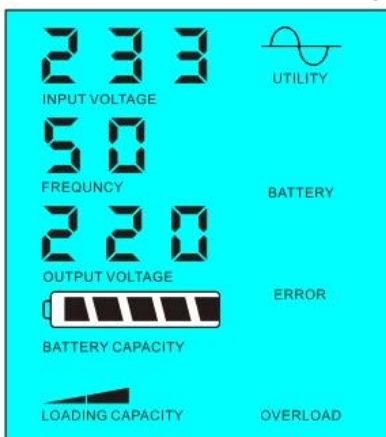 233
INPUT VOLTAGE
UTILITY
50
FREQUNCY
BATTERY
220
OUTPUT VOLTAGE
ERROR
BATTERY CAPACITY
LOADING CAPACITY
OVERLOAD